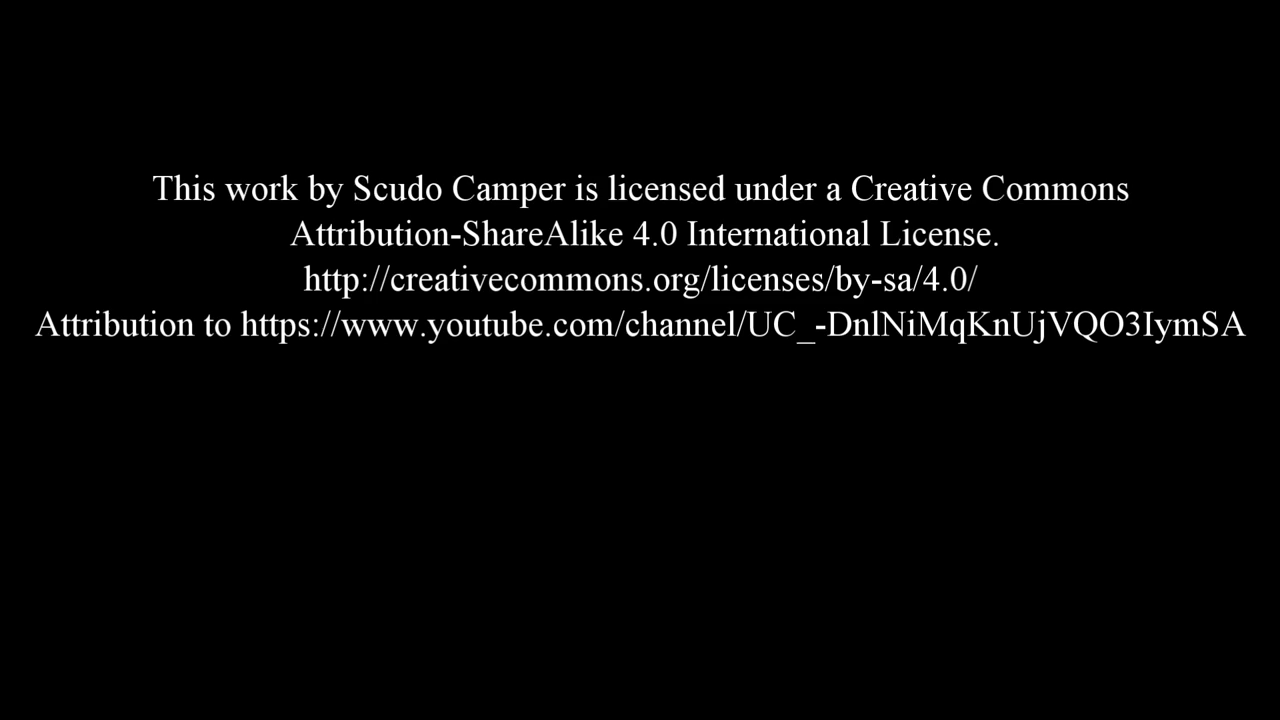 This work by Scudo Camper is licensed under a Creative Commons
Attribution-ShareAlike 4.0 International License.
http://creativecommons.org/licenses/by-sa/4.0/
Attribution to https://www.youtube.com/channel/UC_-DnlNiMqKnUjVQO3IymSA